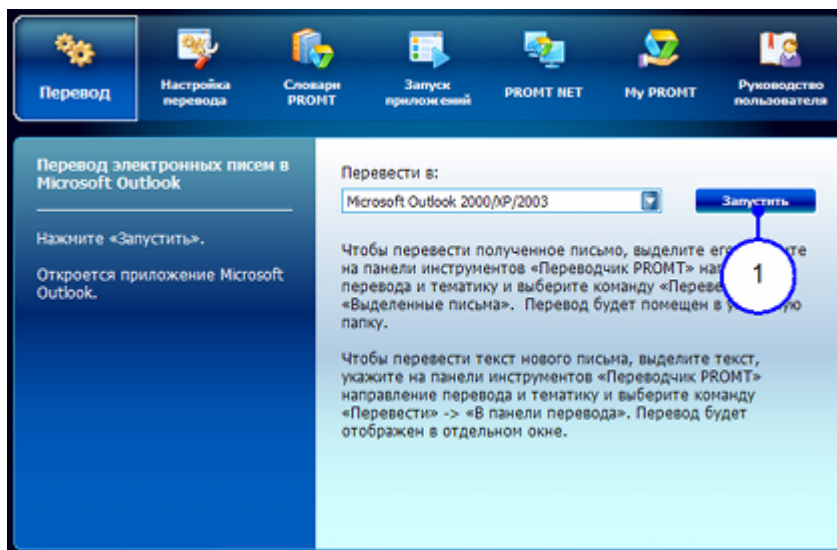 Перевод
Настройка
перевода
Словари
PROMT
Запуск
приложений
PROMT NET
My PROMT
Руководство
пользователя
Перевод электронных писем в
Microsoft Outlook
Нажмите «Запустить».
Откроется приложение Microsoft
Outlook.
Перевести в:
Microsoft Outlook 2000/XP/2003
Запустить
1
Чтобы перевести полученное письмо, выделите
на панели инструментов «Переводчик PROMT»
перевода и тематику и выберите команду
«Выделенные письма». Перевод будет помещен в
папку.
Чтобы перевести текст нового письма, выделите текст,
укажите на панели инструментов «Переводчик PROMT»
направление перевода и тематику и выберите команду
«Перевести» -> «В панели перевода». Перевод будет
отображен в отдельном окне.